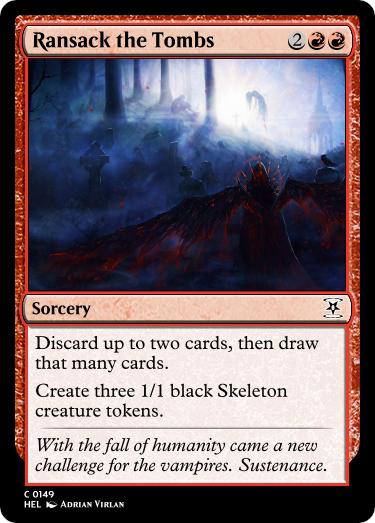 Ransack the Tombs 2
Sorcery
Discard up to two cards, then draw
that many cards.
Create three 1/1 black Skeleton
creature tokens.
With the fall of humanity came a new
challenge for the vampires. Sustenance.
C 0149
HEL ADRIAN VIRLAN